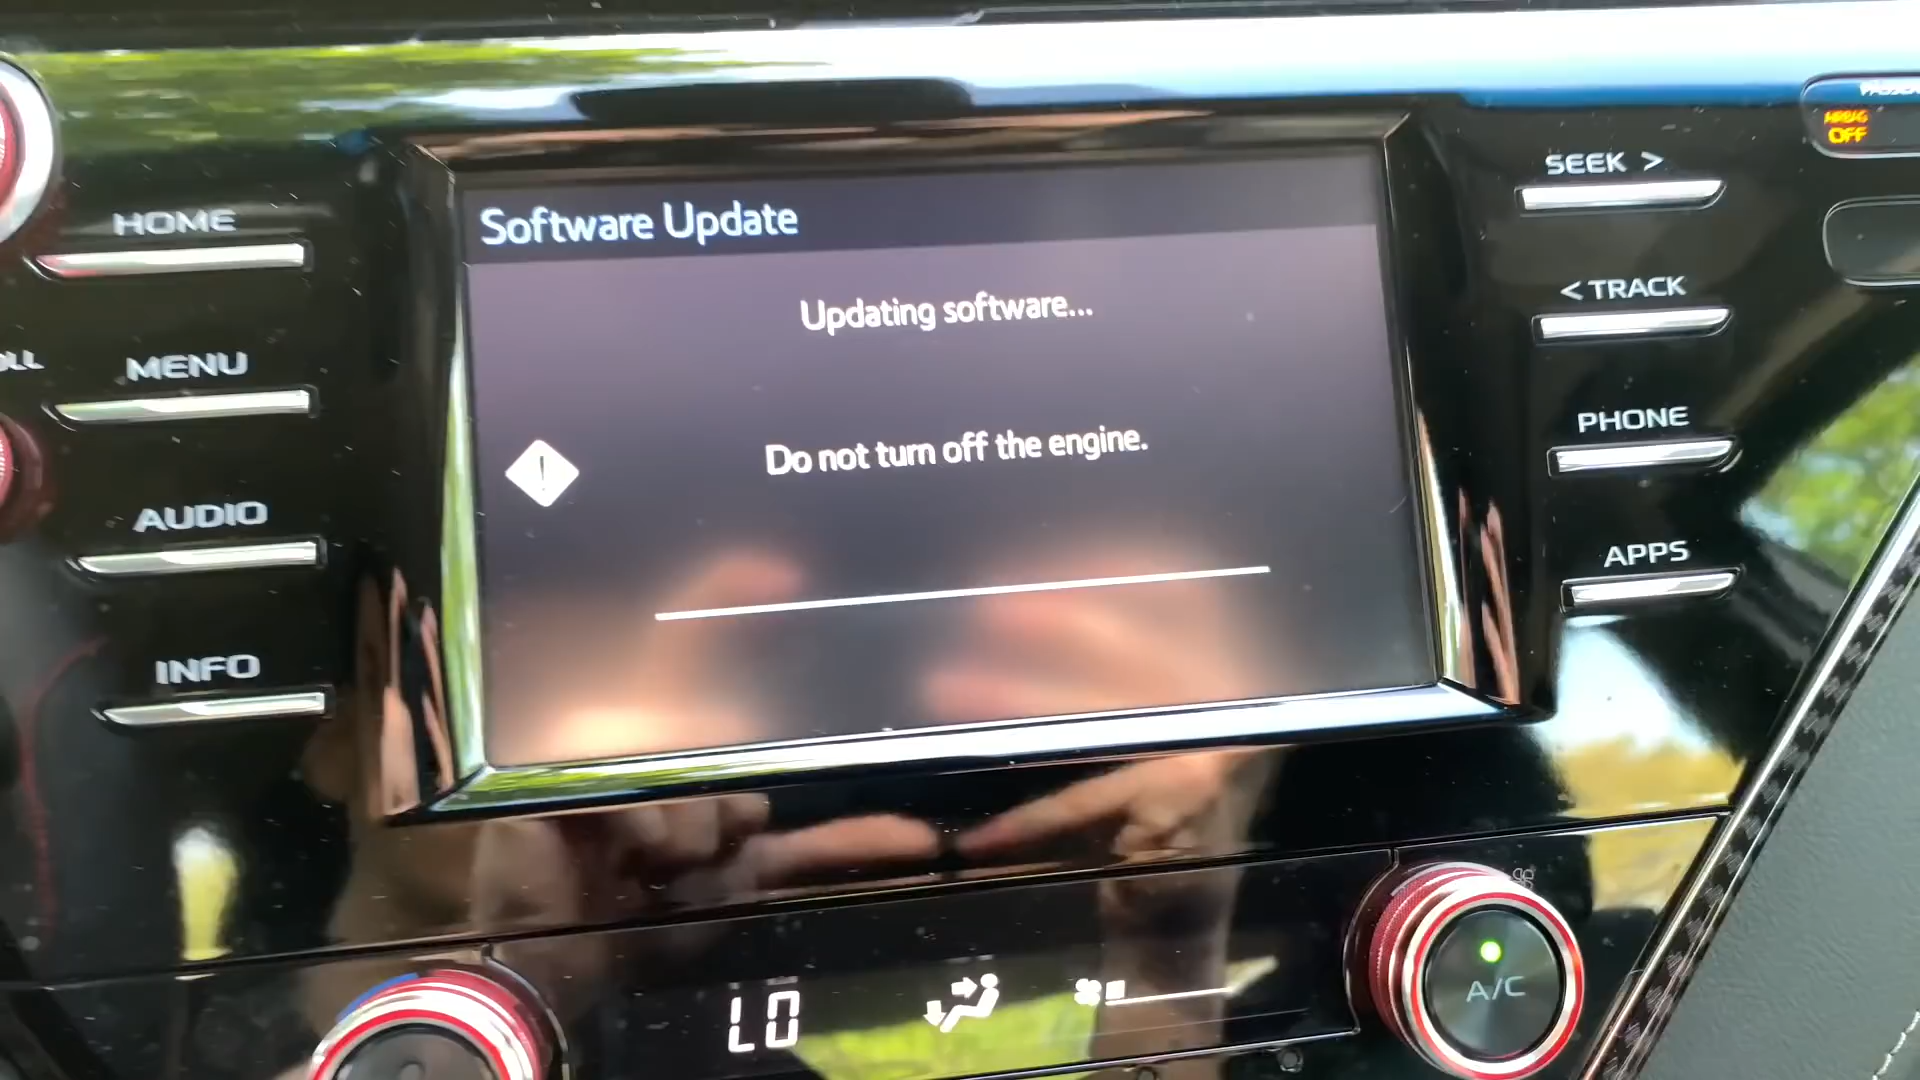 HOME
MENU
AUDIO
INFO
Software Update
Updating software...
Do not turn off the engine.
SEEK >
< TRACK
PHONE
APPS
AIRBAG
OFF
LO
A/C